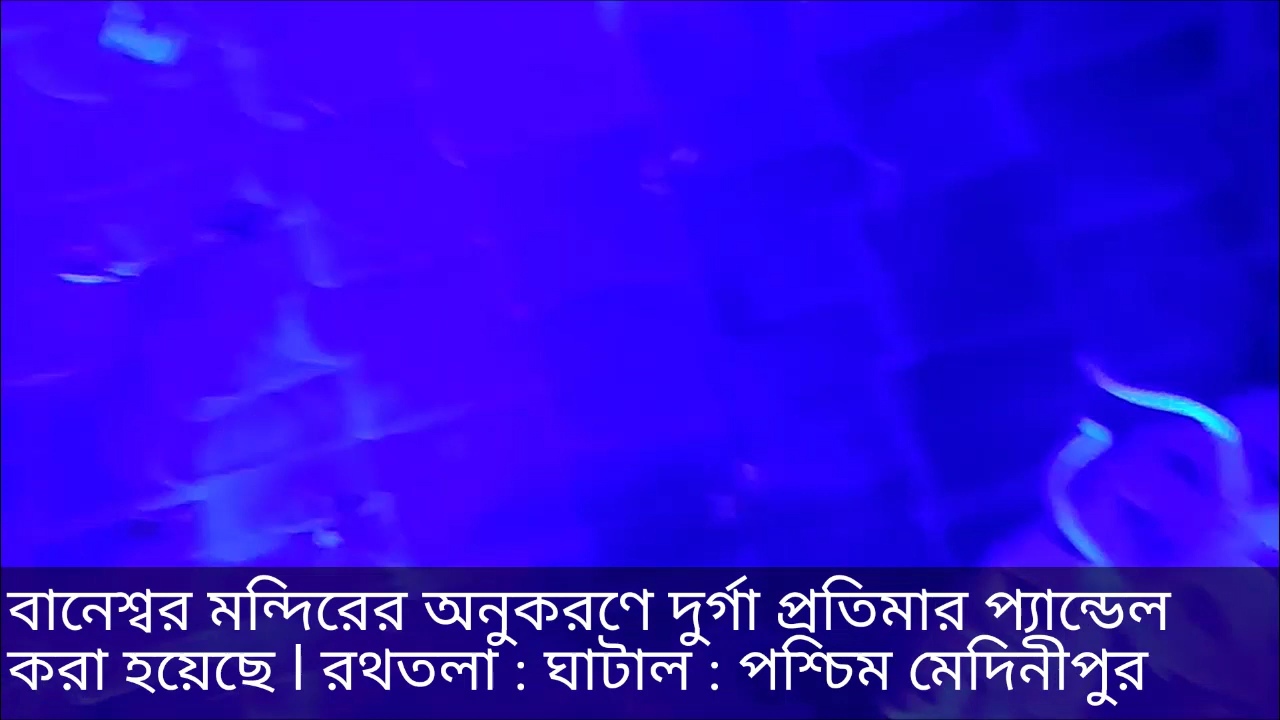 বানেশ্বর মন্দিরের অনুকরণে দুর্গা প্রতিমার প্যান্ডেল
করা হয়েছে l রথতলা : ঘাটাল : পশ্চিম মেদিনীপুর